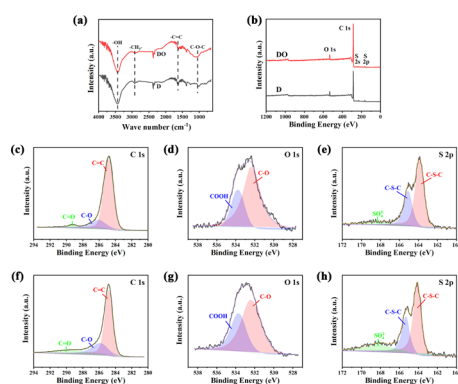 (a)
-OH
-CH₂-
-C=C
C-O-C
DO
D
Intensity (a.u.)
4000 3500 3000 2500 2000 1500 1000
Wave number (cm⁻¹)
(b)
C 1s
O 1s
S 2s
S 2p
DO
D
Intensity (a.u.)
1200 1000 800 600 400 200 0
Binding Energy (eV)
(c)
C 1s
C=C
C=O
C-O
Intensity (a.u.)
294 292 290 288 286 284 282 280
Binding Energy (eV)
(d)
O 1s
COOH
C-O
Intensity (a.u.)
538 536 534 532 530 528
Binding Energy (eV)
(e)
S 2p
C-S-C
C-S-C
Intensity (a.u.)
172 170 168 166 164 162
Binding Energy (eV)
(f)
C 1s
C=C
C=O
C-O
Intensity (a.u.)
294 292 290 288 286 284 282 280
Binding Energy (eV)
(g)
O 1s
COOH
C-O
Intensity (a.u.)
538 536 534 532 530 528
Binding Energy (eV)
(h)
S 2p
C-S-C
C-S-C
Intensity (a.u.)
172 170 168 166 164 162
Binding Energy (eV)